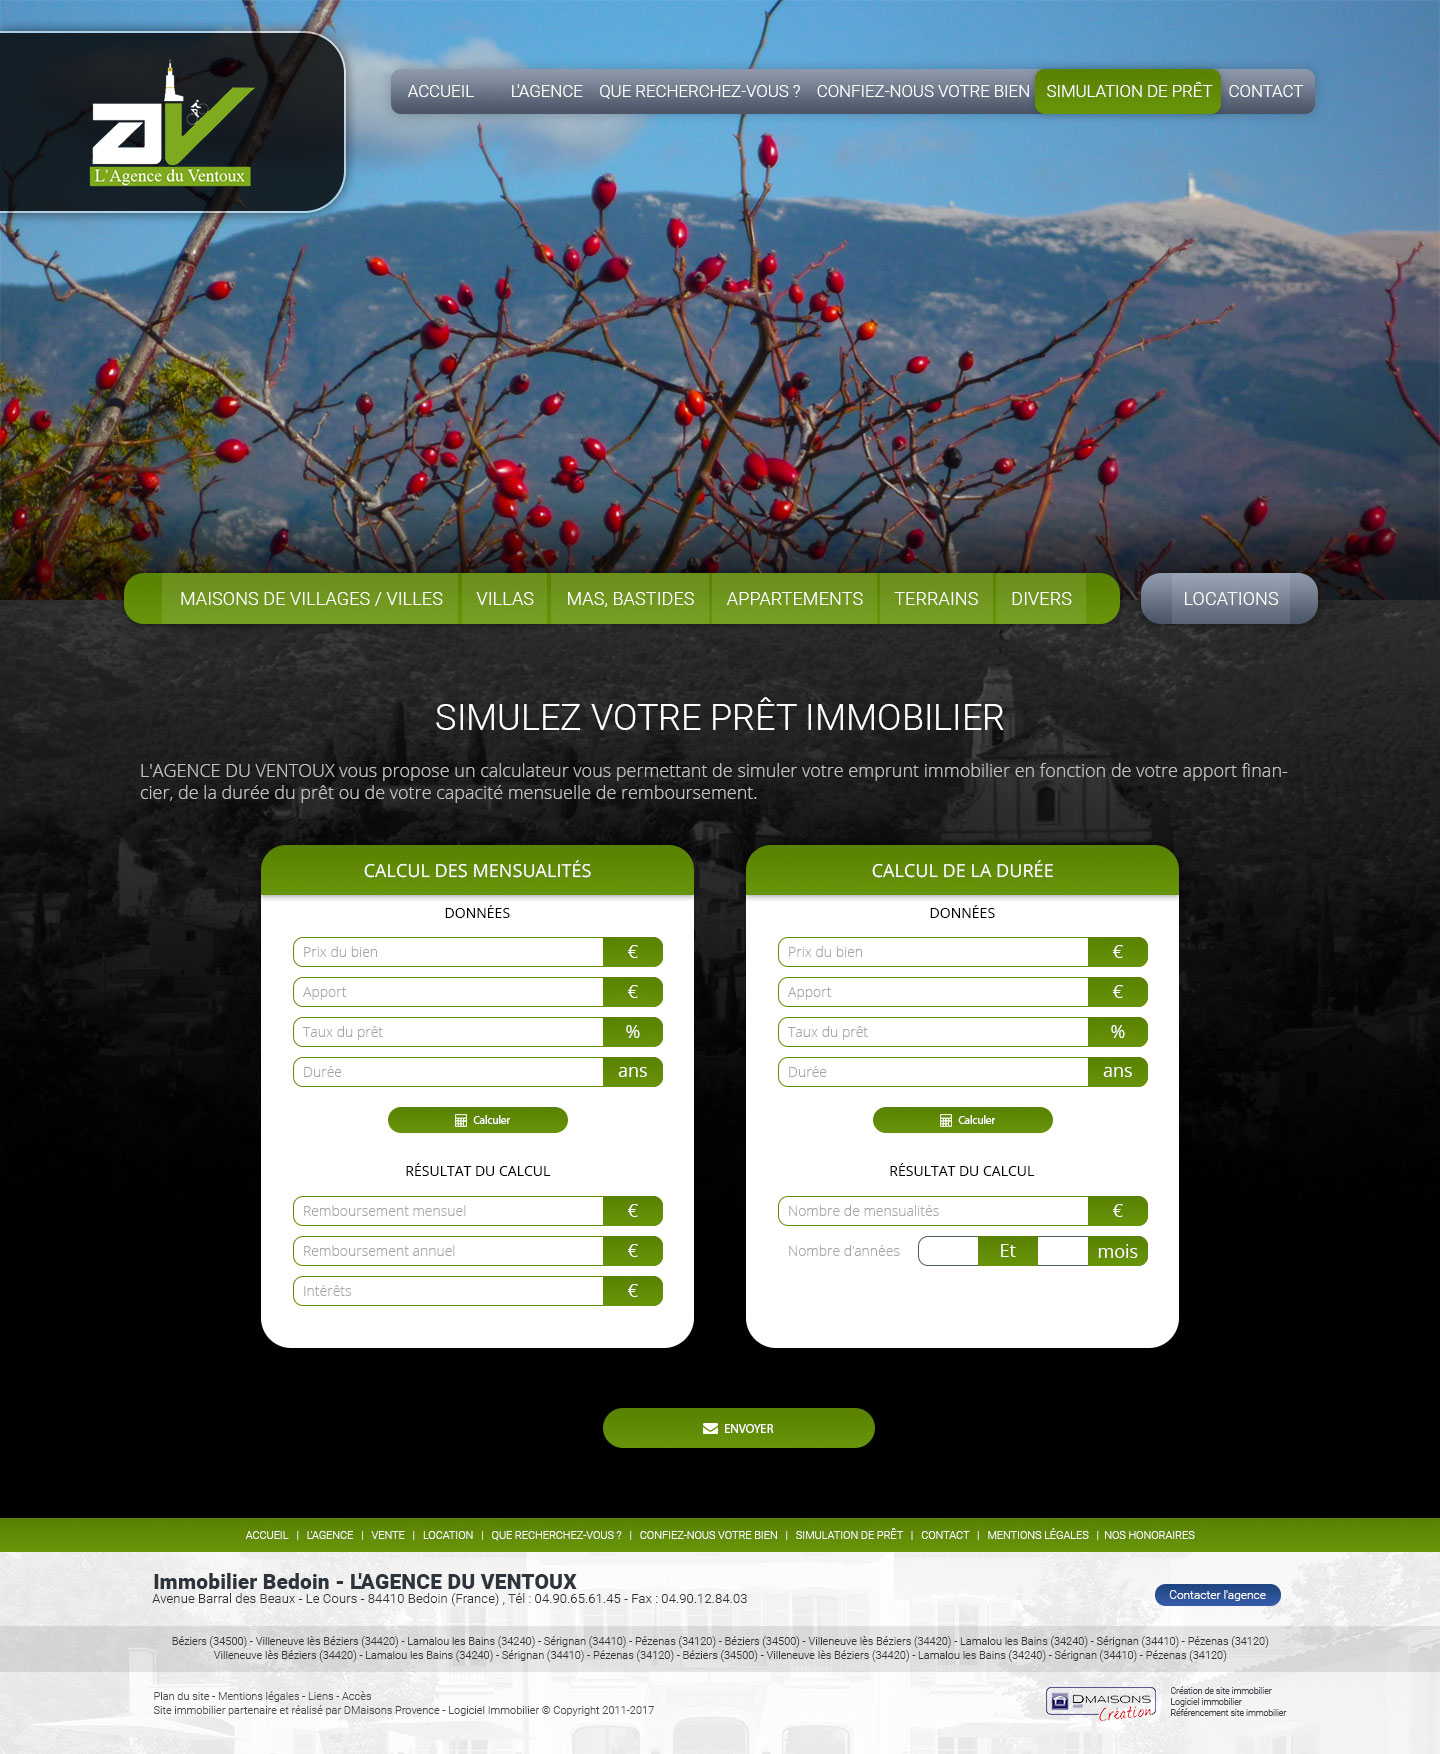 aV
L'Agence du Ventoux
ACCUEIL L'AGENCE QUE RECHERCHEZ-VOUS ? CONFIEZ-NOUS VOTRE BIEN SIMULATION DE PRÊT CONTACT
MAISONS DE VILLAGES / VILLES VILLAS MAS, BASTIDES APPARTEMENTS TERRAINS DIVERS LOCATIONS
SIMULEZ VOTRE PRÊT IMMOBILIER
L'AGENCE DU VENTOUX vous propose un calculateur vous permettant de simuler votre emprunt immobilier en fonction de votre apport finan-
cier, de la durée du prêt ou de votre capacité mensuelle de remboursement.
CALCUL DES MENSUALITÉS
DONNÉES
Prix du bien €
Apport €
Taux du prêt %
Durée ans
Calculer
RÉSULTAT DU CALCUL
Remboursement mensuel €
Remboursement annuel €
Intérêts €
CALCUL DE LA DURÉE
DONNÉES
Prix du bien €
Apport €
Taux du prêt %
Durée ans
Calculer
RÉSULTAT DU CALCUL
Nombre de mensualités €
Nombre d'années Et mois
ENVOYER
ACCUEIL | L'AGENCE | VENTE | LOCATION | QUE RECHERCHEZ-VOUS ? | CONFIEZ-NOUS VOTRE BIEN | SIMULATION DE PRÊT | CONTACT | MENTIONS LÉGALES | NOS HONORAIRES
Immobilier Bedoin - L'AGENCE DU VENTOUX
Avenue Barral des Beaux - Le Cours - 84410 Bedoin (France) , Tél : 04.90.65.61.45 - Fax : 04.90.12.84.03
Contacter l'agence
Béziers (34500) - Villeneuve lès Béziers (34420) - Lamalou les Bains (34240) - Sérignan (34410) - Pézenas (34120) - Béziers (34500) - Villeneuve lès Béziers (34420) - Lamalou les Bains (34240) - Sérignan (34410) - Pézenas (34120)
Villeneuve lès Béziers (34420) - Lamalou les Bains (34240) - Sérignan (34410) - Pézenas (34120) - Béziers (34500) - Villeneuve lès Béziers (34420) - Lamalou les Bains (34240) - Sérignan (34410) - Pézenas (34120)
Plan du site - Mentions légales - Liens - Accès
Site immobilier partenaire et réalisé par DMaisons Provence - Logiciel Immobilier © Copyright 2011-2017
DMAISONS
Création
Création de site immobilier
Logiciel immobilier
Référencement site immobilier